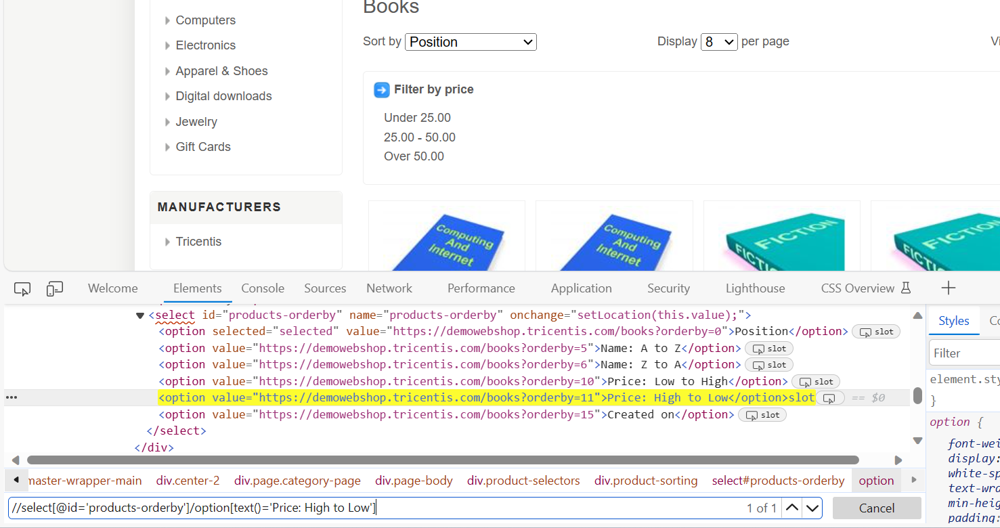 Books
Computers
Electronics
Apparel & Shoes
Digital downloads
Jewelry
Gift Cards
MANUFACTURERS
Tricentis
Sort by Position Display 8 per page Vi
Filter by price
Under 25.00
25.00 - 50.00
Over 50.00
Computing And Internet
Computing And Internet
FICTION
FICTION
FICTION
FICTION
Welcome Elements Console Sources Network Performance Application Security Lighthouse CSS Overview
<select id="products-orderby" name="products-orderby" onchange="setLocation(this.value);">
<option selected="selected" value="https://demowebshop.tricentis.com/books?orderby=0">Position</option> slot
<option value="https://demowebshop.tricentis.com/books?orderby=5">Name: A to Z</option> slot
<option value="https://demowebshop.tricentis.com/books?orderby=6">Name: Z to A</option> slot
<option value="https://demowebshop.tricentis.com/books?orderby=10">Price: Low to High</option> slot
<option value="https://demowebshop.tricentis.com/books?orderby=11">Price: High to Low</option>slot == $0
<option value="https://demowebshop.tricentis.com/books?orderby=15">Created on</option> slot
</select>
</div>
master-wrapper-main div.center-2 div.page.category-page div.page-body div.product-selectors div.product-sorting select#products-orderby option
//select[@id='products-orderby']/option[text()='Price: High to Low'] 1 of 1 Cancel
Styles Co
Filter
element.sty
}
option {
font-wei
display:
white-sp
text-wra
min-heig
padding: